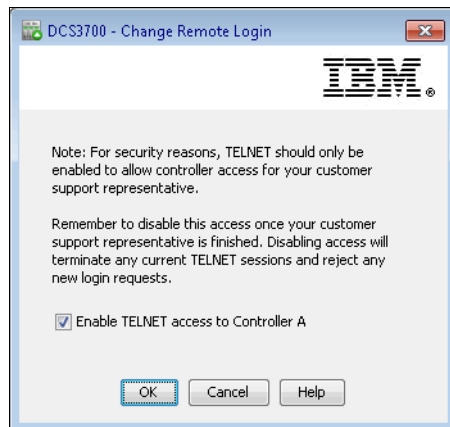 DCS3700 - Change Remote Login
IBM®
Note: For security reasons, TELNET should only be
enabled to allow controller access for your customer
support representative.
Remember to disable this access once your customer
support representative is finished. Disabling access will
terminate any current TELNET sessions and reject any
new login requests.
Enable TELNET access to Controller A
OK Cancel Help